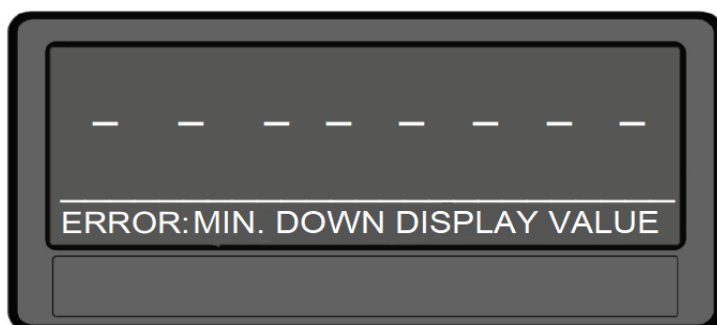 – – – – – – – –
ERROR: MIN. DOWN DISPLAY VALUE